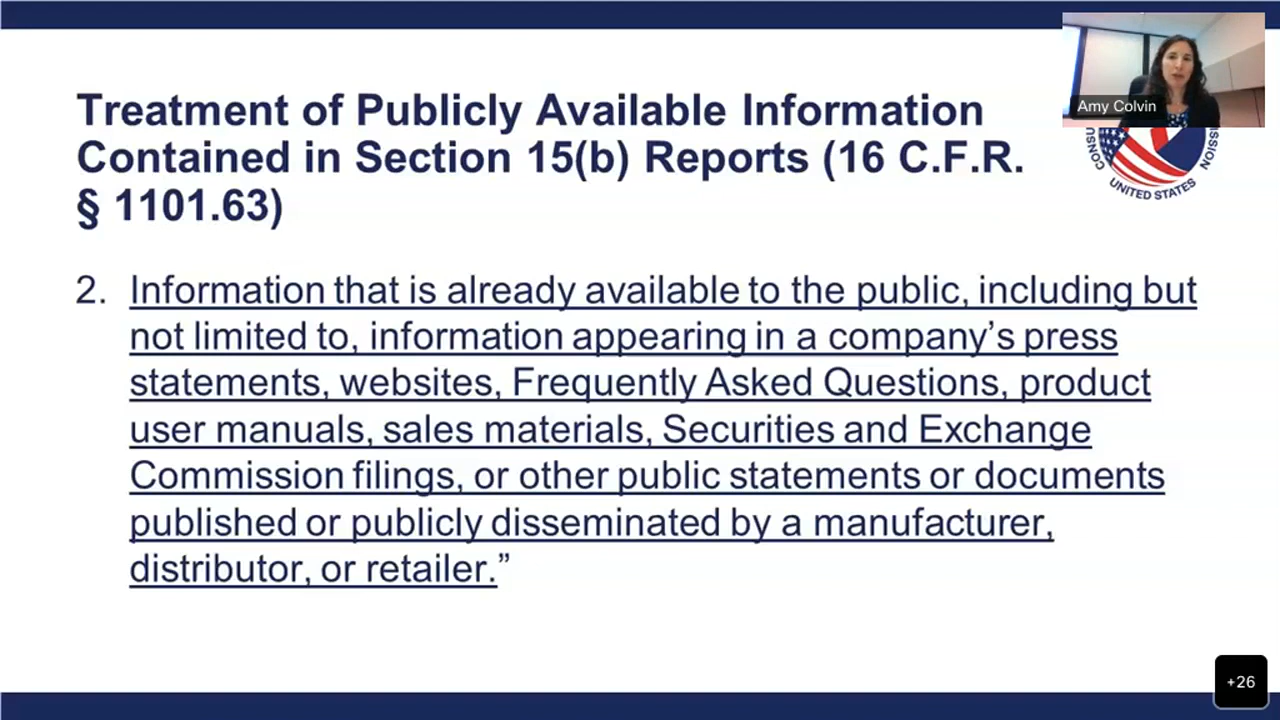 Treatment of Publicly Available Information
Contained in Section 15(b) Reports (16 C.F.R.
§ 1101.63)
Amy Colvin
UNITED STATES
2. Information that is already available to the public, including but
not limited to, information appearing in a company’s press
statements, websites, Frequently Asked Questions, product
user manuals, sales materials, Securities and Exchange
Commission filings, or other public statements or documents
published or publicly disseminated by a manufacturer,
distributor, or retailer.”
+26